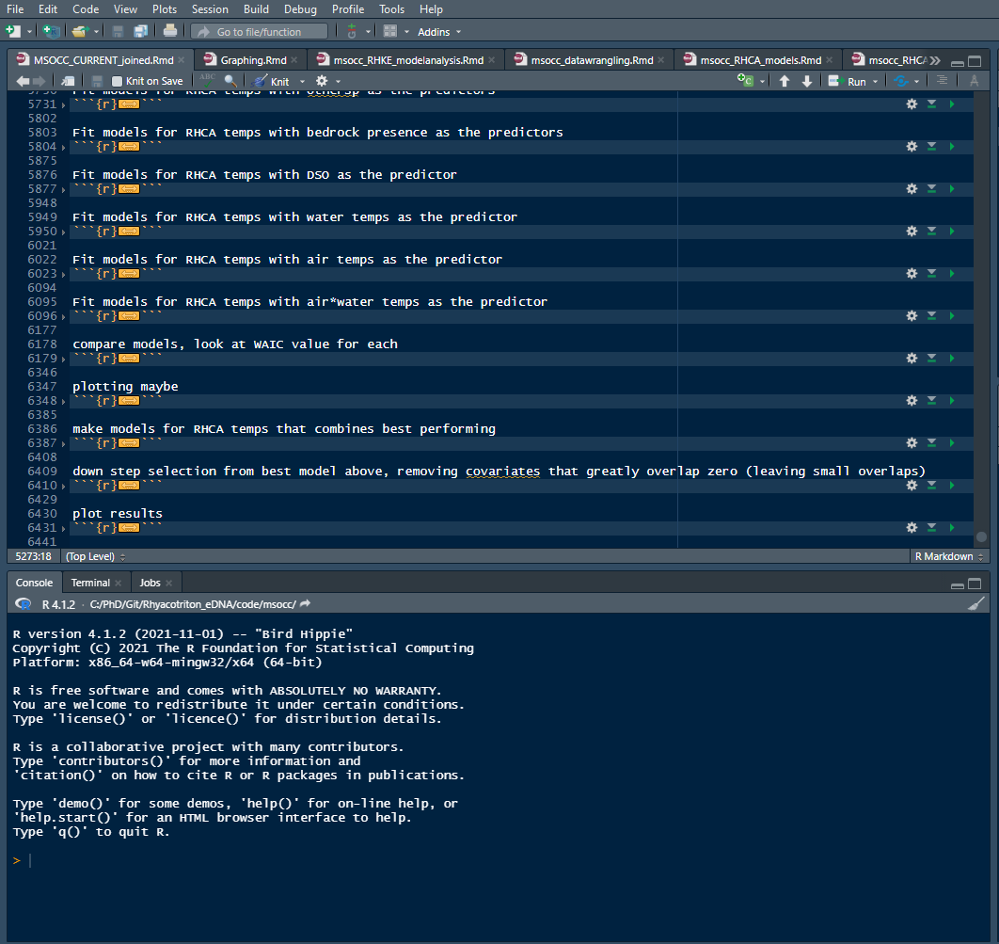 File Edit Code View Plots Session Build Debug Profile Tools Help
Go to file/function Addins
MSOCC_CURRENT_joined.Rmd Graphing.Rmd msocc_RHKE_modelanalysis.Rmd msocc_datawrangling.Rmd msocc_RHCA_models.Rmd msocc_RHCA
Knit on Save ABC Knit Run
Fit models for RHCA temps with as the predictors
5731 ```{r} ```
5802
5803 Fit models for RHCA temps with bedrock presence as the predictors
5804 ```{r} ```
5875
5876 Fit models for RHCA temps with DSO as the predictor
5877 ```{r} ```
5948
5949 Fit models for RHCA temps with water temps as the predictor
5950 ```{r} ```
6021
6022 Fit models for RHCA temps with air temps as the predictor
6023 ```{r} ```
6094
6095 Fit models for RHCA temps with air*water temps as the predictor
6096 ```{r} ```
6177
6178 compare models, look at WAIC value for each
6179 ```{r} ```
6346
6347 plotting maybe
6348 ```{r} ```
6385
6386 make models for RHCA temps that combines best performing
6387 ```{r} ```
6408
6409 down step selection from best model above, removing covariates that greatly overlap zero (leaving small overlaps)
6410 ```{r} ```
6429
6430 plot results
6431 ```{r} ```
6441
5273:18 (Top Level) R Markdown
Console Terminal Jobs
R 4.1.2 · C:/PhD/Git/Rhyacotriton_eDNA/code/msocc/
R version 4.1.2 (2021-11-01) -- "Bird Hippie"
Copyright (C) 2021 The R Foundation for Statistical Computing
Platform: x86_64-w64-mingw32/x64 (64-bit)
R is free software and comes with ABSOLUTELY NO WARRANTY.
You are welcome to redistribute it under certain conditions.
Type 'license()' or 'licence()' for distribution details.
R is a collaborative project with many contributors.
Type 'contributors()' for more information and
'citation()' on how to cite R or R packages in publications.
Type 'demo()' for some demos, 'help()' for on-line help, or
'help.start()' for an HTML browser interface to help.
Type 'q()' to quit R.
>